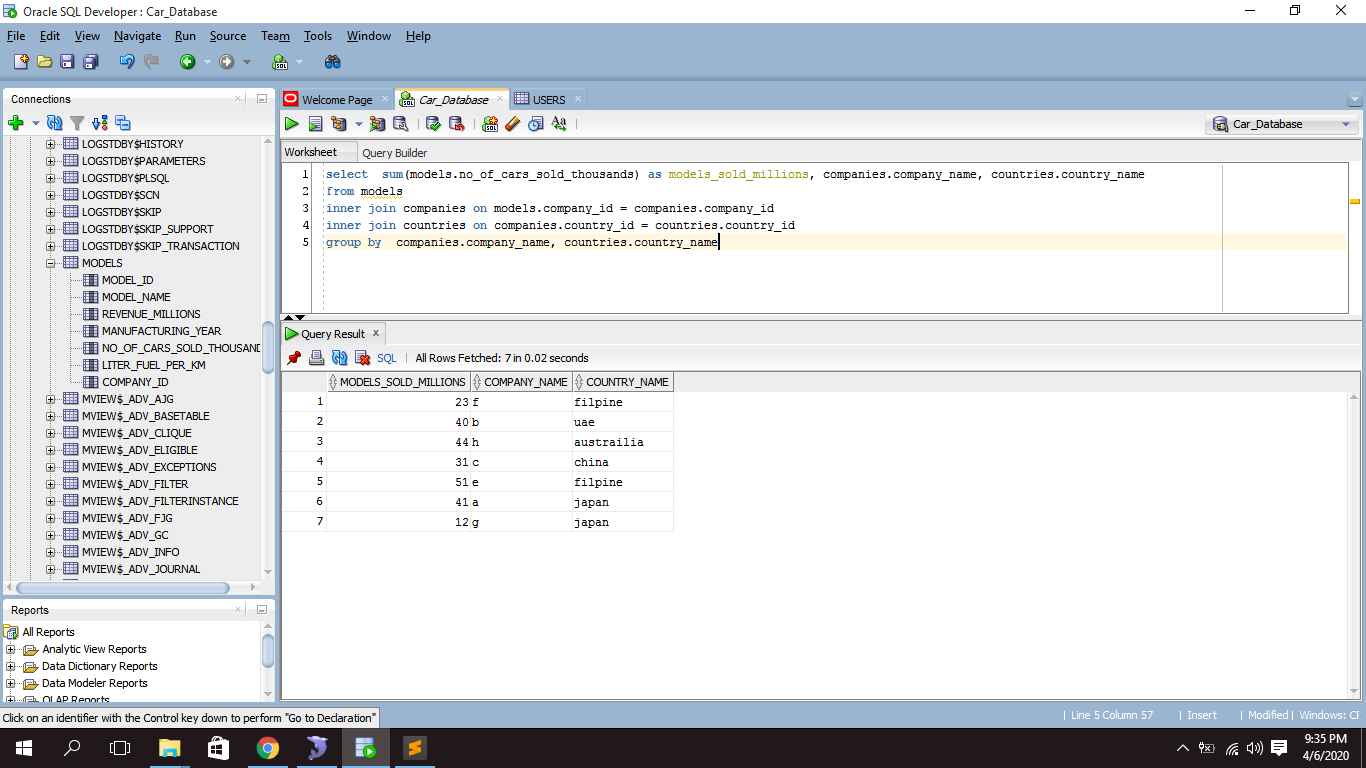 Oracle SQL Developer : Car_Database
File Edit View Navigate Run Source Team Tools Window Help
Connections
LOGSTDBY$HISTORY
LOGSTDBY$PARAMETERS
LOGSTDBY$PLSQL
LOGSTDBY$SCN
LOGSTDBY$SKIP
LOGSTDBY$SKIP_SUPPORT
LOGSTDBY$SKIP_TRANSACTION
MODELS
MODEL_ID
MODEL_NAME
REVENUE_MILLIONS
MANUFACTURING_YEAR
NO_OF_CARS_SOLD_THOUSAND
LITER_FUEL_PER_KM
COMPANY_ID
MVIEW$_ADV_AJG
MVIEW$_ADV_BASETABLE
MVIEW$_ADV_CLIQUE
MVIEW$_ADV_ELIGIBLE
MVIEW$_ADV_EXCEPTIONS
MVIEW$_ADV_FILTER
MVIEW$_ADV_FILTERINSTANCE
MVIEW$_ADV_FJG
MVIEW$_ADV_GC
MVIEW$_ADV_INFO
MVIEW$_ADV_JOURNAL
Reports
All Reports
Analytic View Reports
Data Dictionary Reports
Data Modeler Reports
OLAP Reports
Welcome Page Car_Database USERS
SQL Aa Car_Database
Worksheet Query Builder
1 select  sum(models.no_of_cars_sold_thousands) as models_sold_millions, companies.company_name, countries.country_name
2 from models
3 inner join companies on models.company_id = companies.company_id
4 inner join countries on companies.country_id = countries.country_id
5 group by  companies.company_name, countries.country_name
Query Result x
SQL | All Rows Fetched: 7 in 0.02 seconds
MODELS_SOLD_MILLIONS COMPANY_NAME COUNTRY_NAME
1 23 f filpine
2 40 b uae
3 44 h austrailia
4 31 c china
5 51 e filpine
6 41 a japan
7 12 g japan
Click on an identifier with the Control key down to perform "Go to Declaration"
| Line 5 Column 57 | Insert | Modified | Windows: CF
9:35 PM
4/6/2020